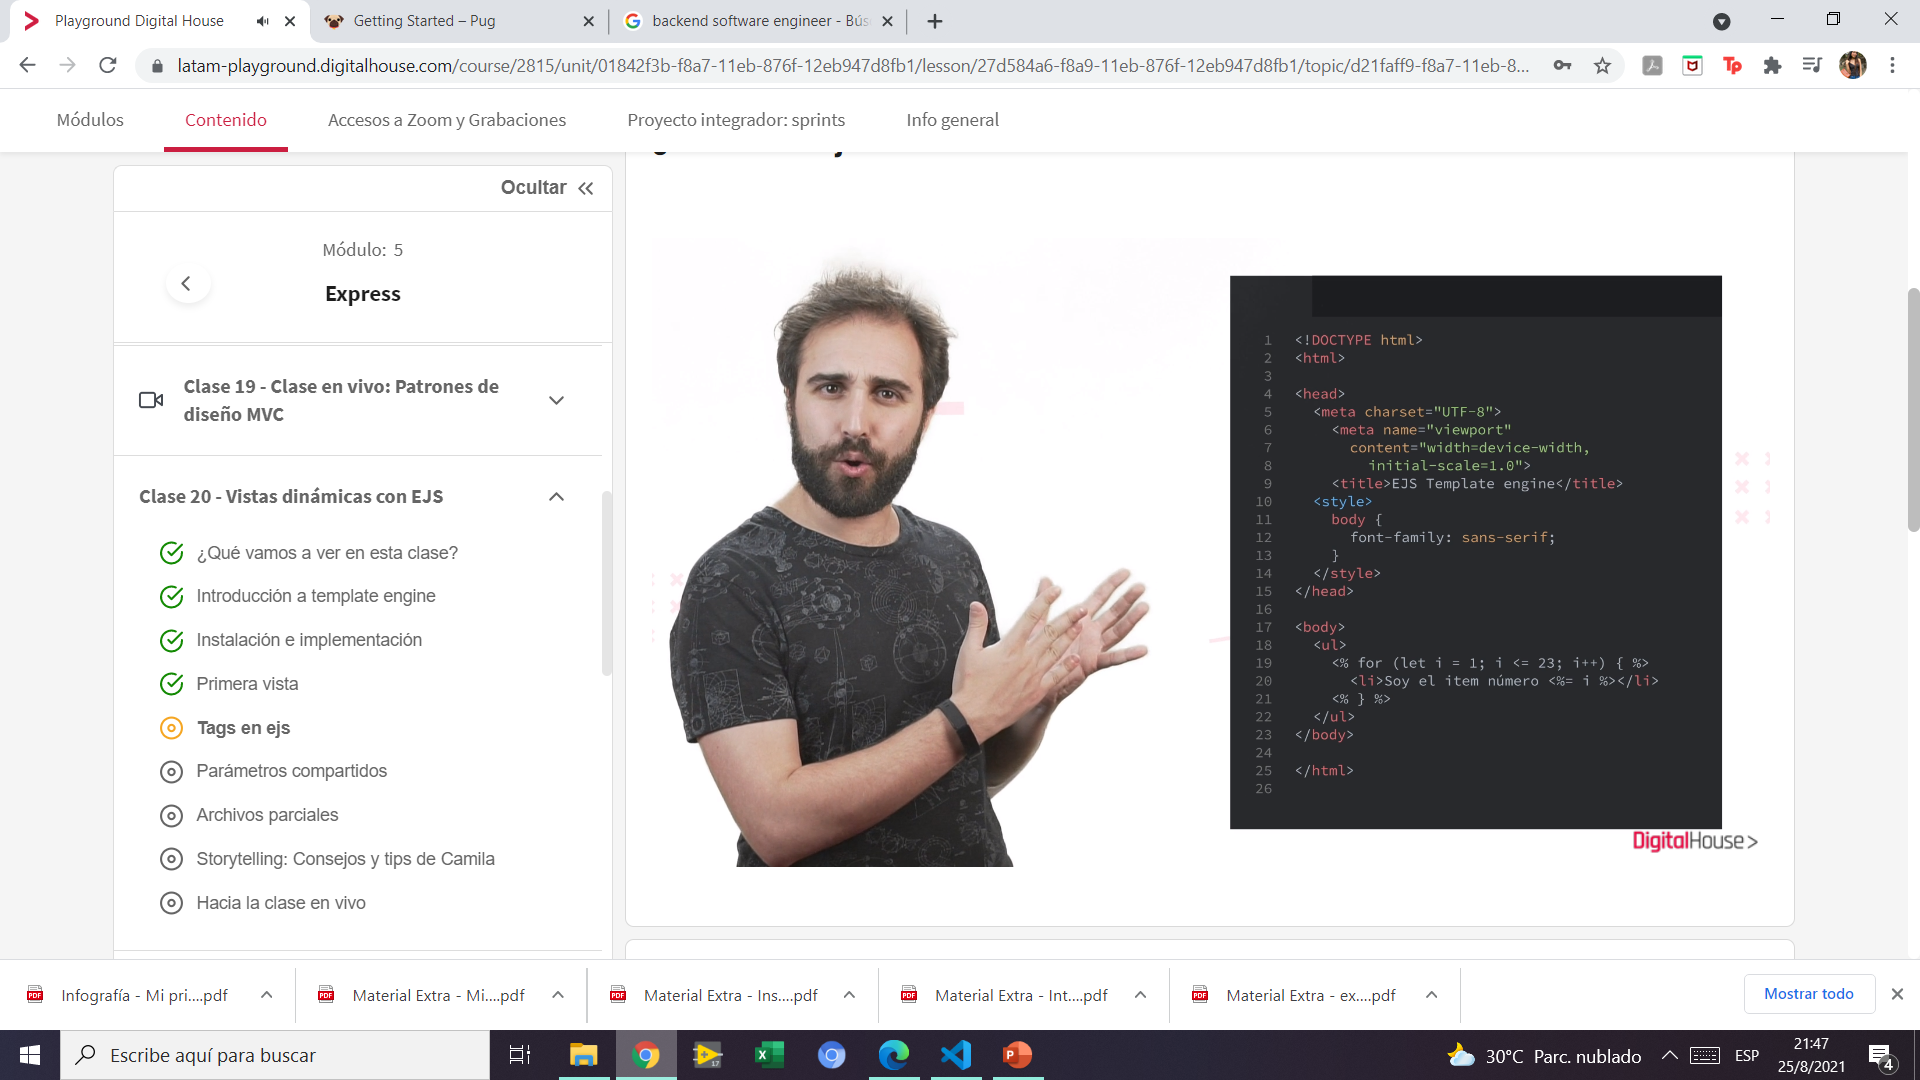 Playground Digital House
Getting Started – Pug
backend software engineer - Bús
latam-playground.digitalhouse.com/course/2815/unit/01842f3b-f8a7-11eb-876f-12eb947d8fb1/lesson/27d584a6-f8a9-11eb-876f-12eb947d8fb1/topic/d21faff9-f8a7-11eb-8...
Módulos
Contenido
Accesos a Zoom y Grabaciones
Proyecto integrador: sprints
Info general
Ocultar
Módulo: 5
Express
Clase 19 - Clase en vivo: Patrones de
diseño MVC
Clase 20 - Vistas dinámicas con EJS
¿Qué vamos a ver en esta clase?
Introducción a template engine
Instalación e implementación
Primera vista
Tags en ejs
Parámetros compartidos
Archivos parciales
Storytelling: Consejos y tips de Camila
Hacia la clase en vivo
1 <!DOCTYPE html>
2 <html>
3
4 <head>
5 <meta charset="UTF-8">
6 <meta name="viewport"
7 content="width=device-width,
8 initial-scale=1.0">
9 <title>EJS Template engine</title>
10 <style>
11 body {
12 font-family: sans-serif;
13 }
14 </style>
15 </head>
16
17 <body>
18 <ul>
19 <% for (let i = 1; i <= 23; i++) { %>
20 <li>Soy el item número <%= i %></li>
21 <% } %>
22 </ul>
23 </body>
24
25 </html>
26
DigitalHouse>
Infografía - Mi pri....pdf
Material Extra - Mi....pdf
Material Extra - Ins....pdf
Material Extra - Int....pdf
Material Extra - ex....pdf
Mostrar todo
Escribe aquí para buscar
30°C Parc. nublado
ESP
21:47
25/8/2021
4